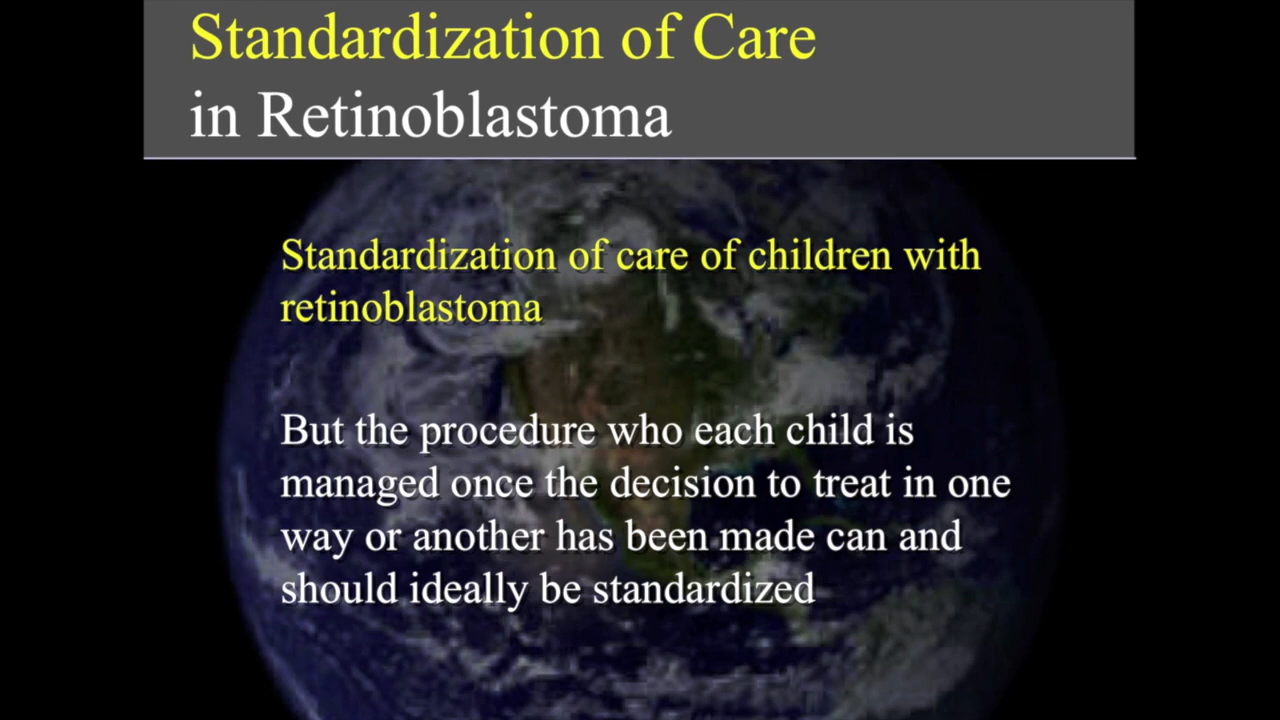 Standardization of Care
in Retinoblastoma
Standardization of care of children with
retinoblastoma
But the procedure who each child is
managed once the decision to treat in one
way or another has been made can and
should ideally be standardized